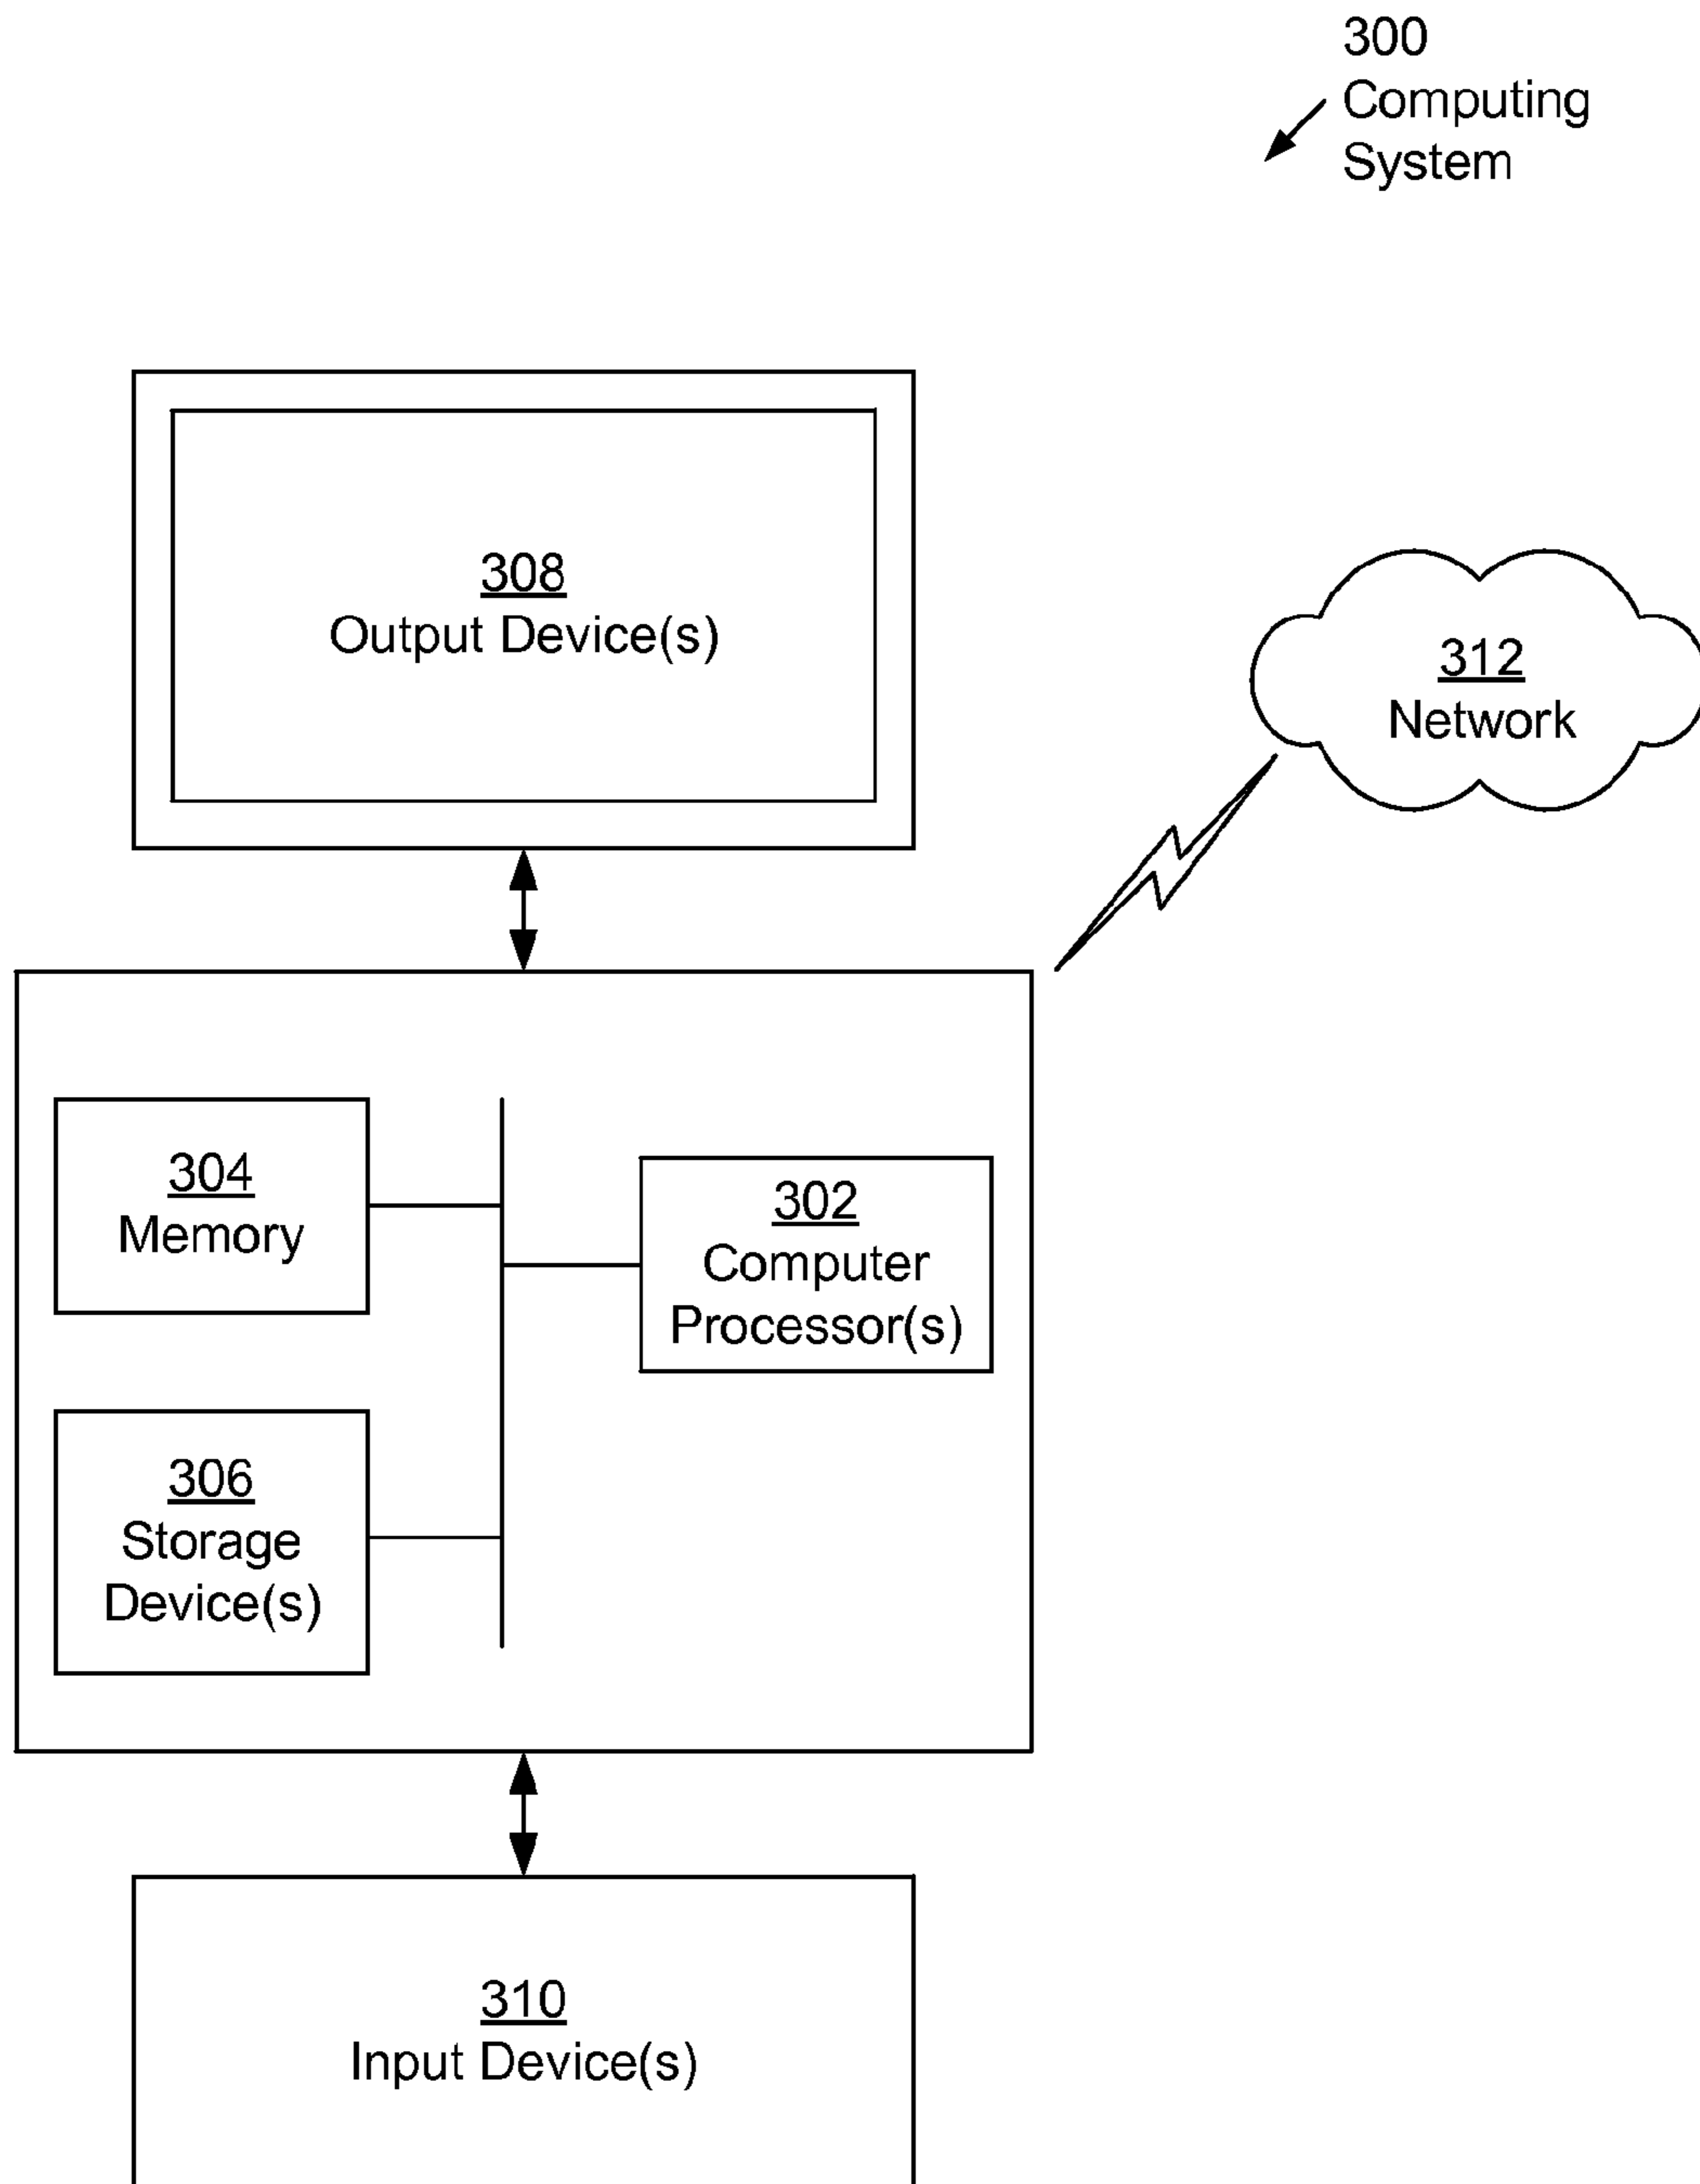 300
Computing
System
308
Output Device(s)
312
Network
304
Memory
302
Computer
Processor(s)
306
Storage
Device(s)
310
Input Device(s)